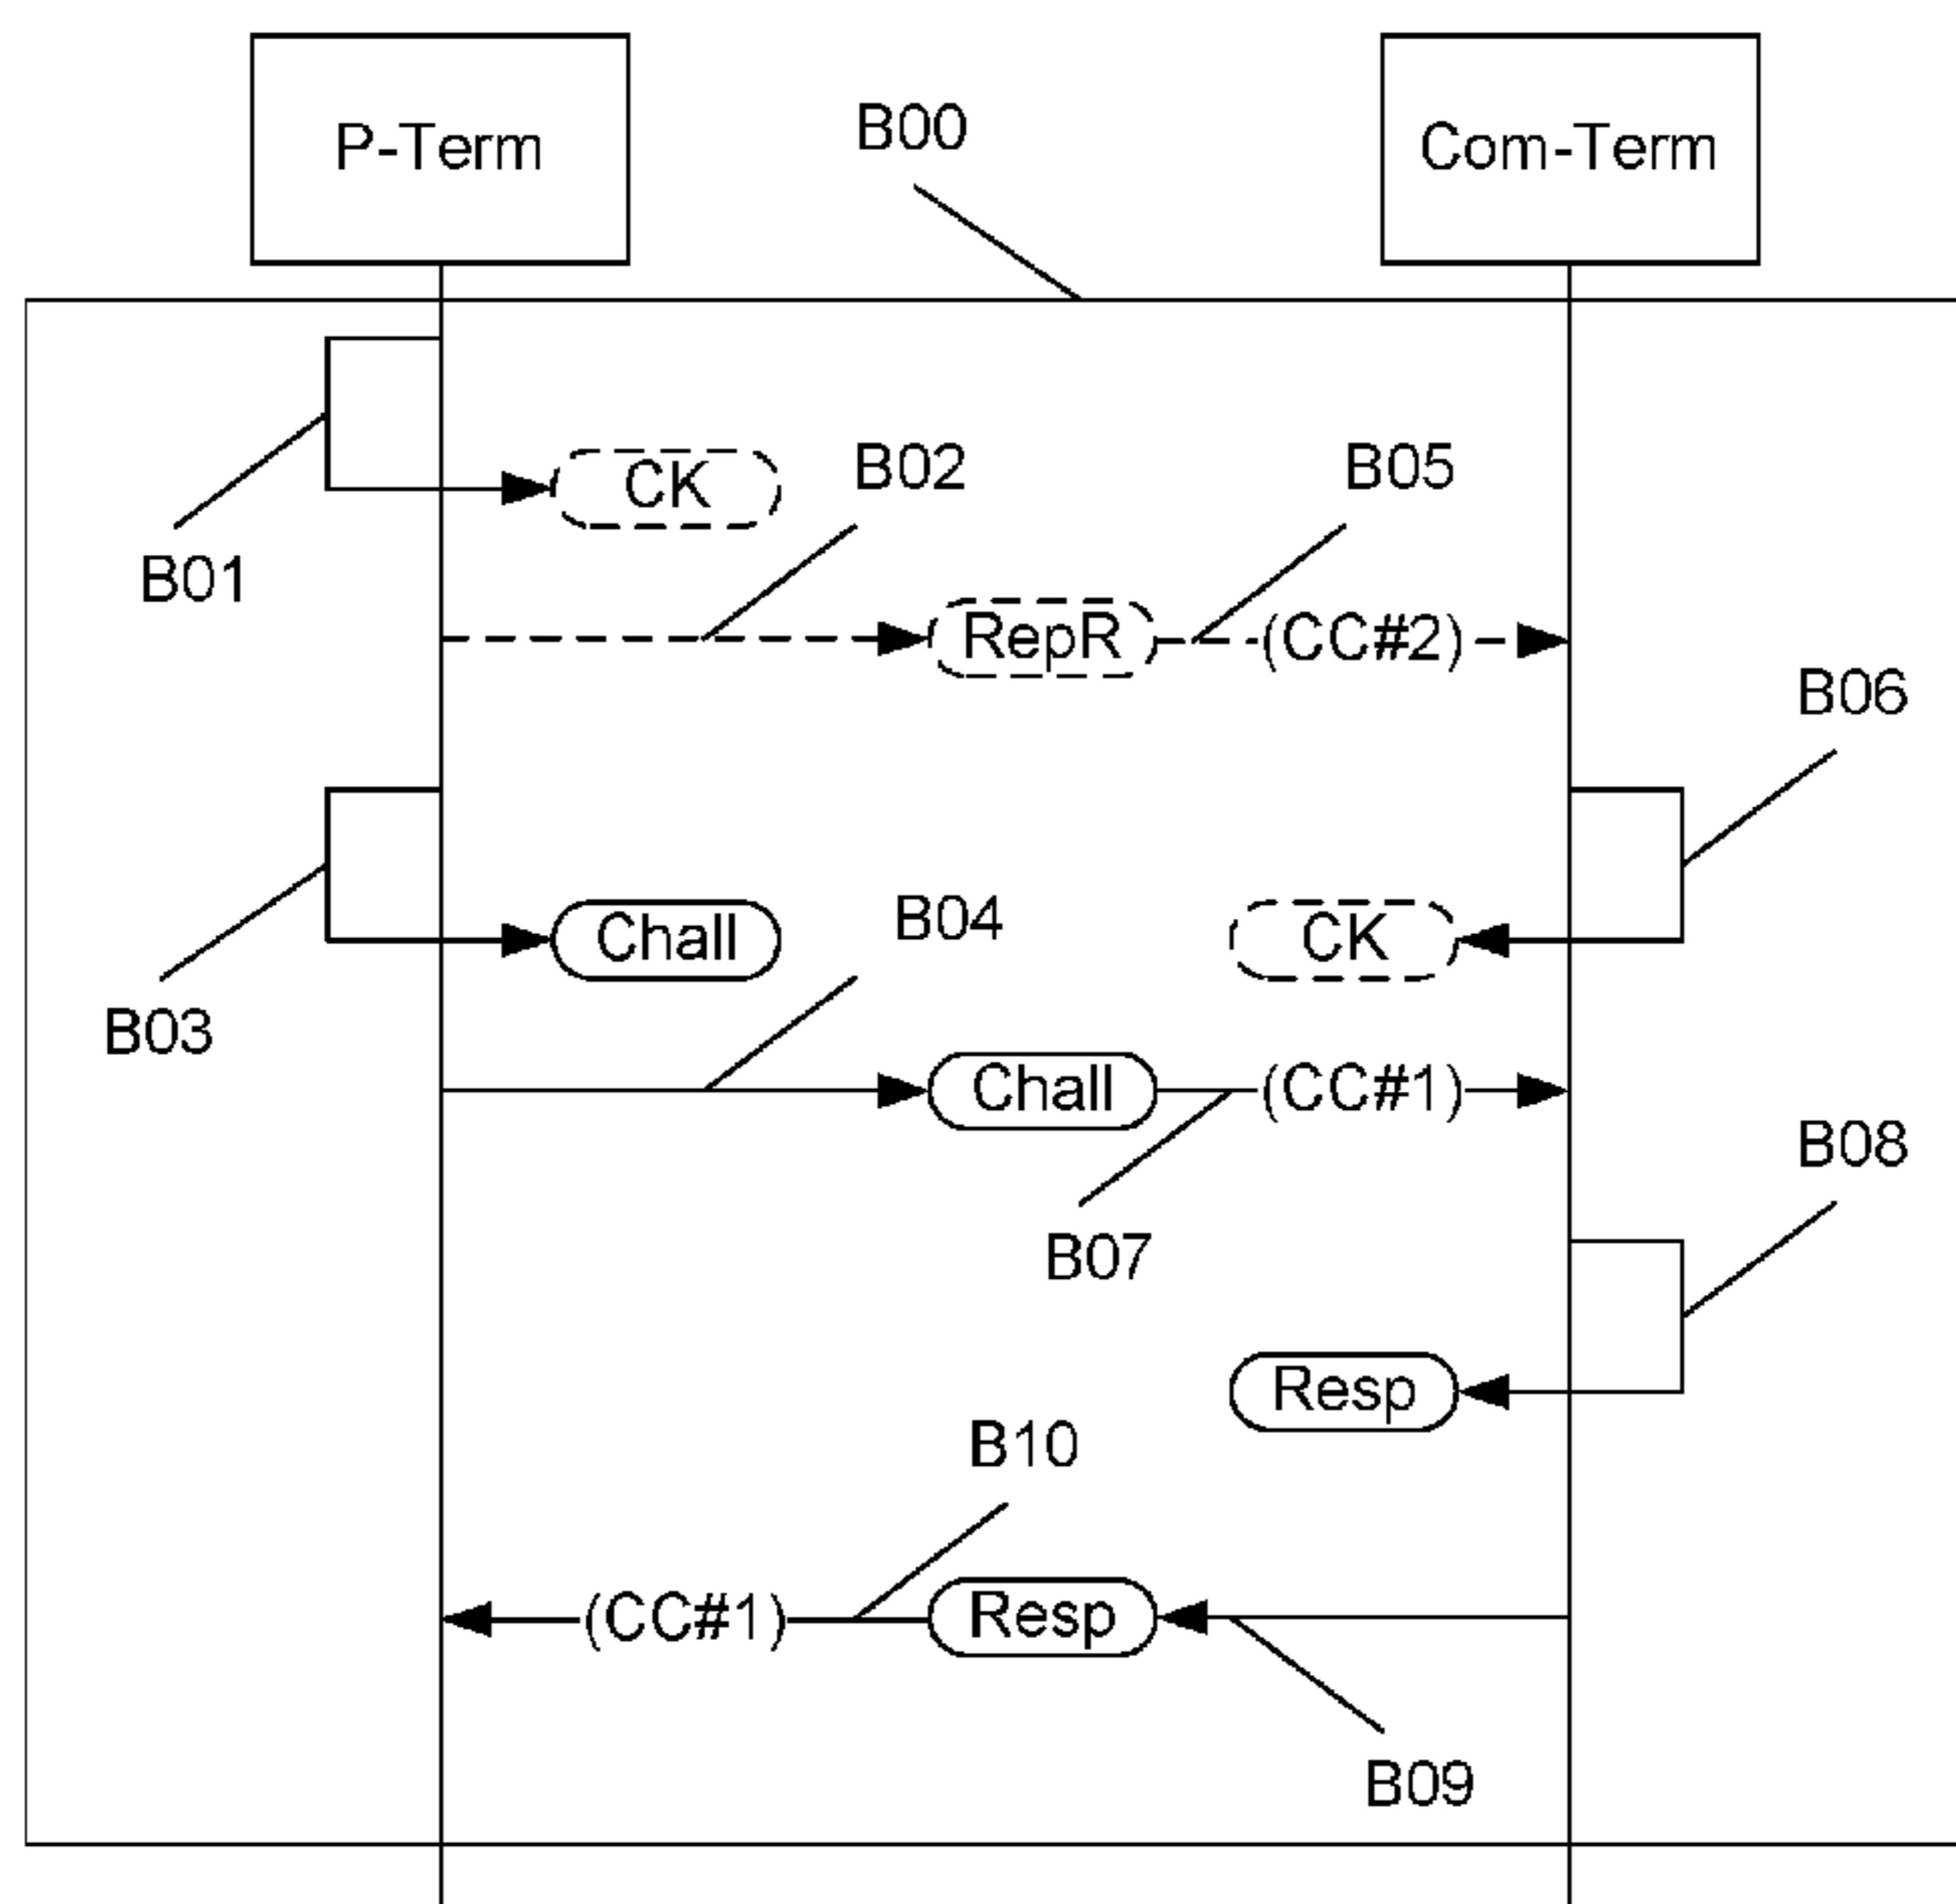 P-Term
B00
Com-Term
CK
B02
B05
B01
RepR
(CC#2)
B06
Chall
B04
CK
B03
Chall
(CC#1)
B08
B07
Resp
B10
(CC#1)
Resp
B09